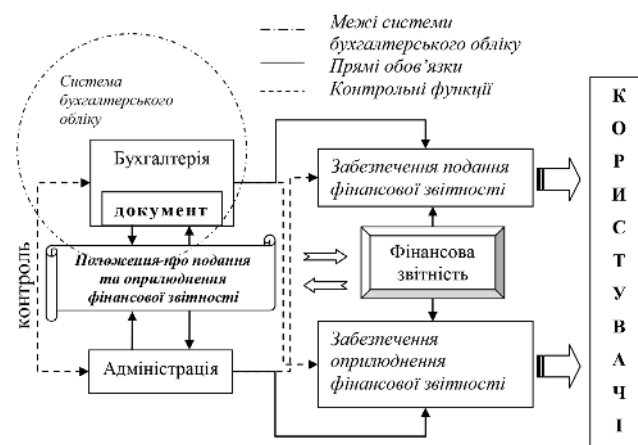 Межі системи
бухгалтерського обліку
Прямі обов’язки
Контрольні функції
Система
бухгалтерського
обліку
Бухгалтерія
документ
Положення про подання
та оприлюднення
фінансової звітності
Адміністрація
контроль
Забезпечення подання
фінансової звітності
Фінансова
звітність
Забезпечення
оприлюднення
фінансової звітності
К
О
Р
И
С
Т
У
В
А
Ч
І